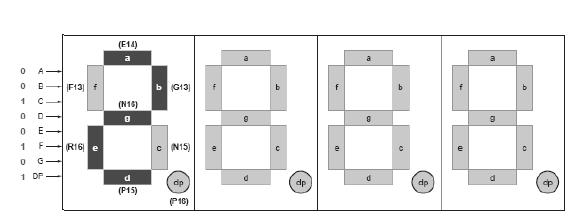 (E14)
a a a a
0 A
0 B (F13) f b (G13) f b f b f b
1 C
0 D (N16)
g g g g
0 E
1 F (R16) e c (N15) e c e c e c
0 G
1 DP d dp d dp d dp d dp
(P15)
(P16)